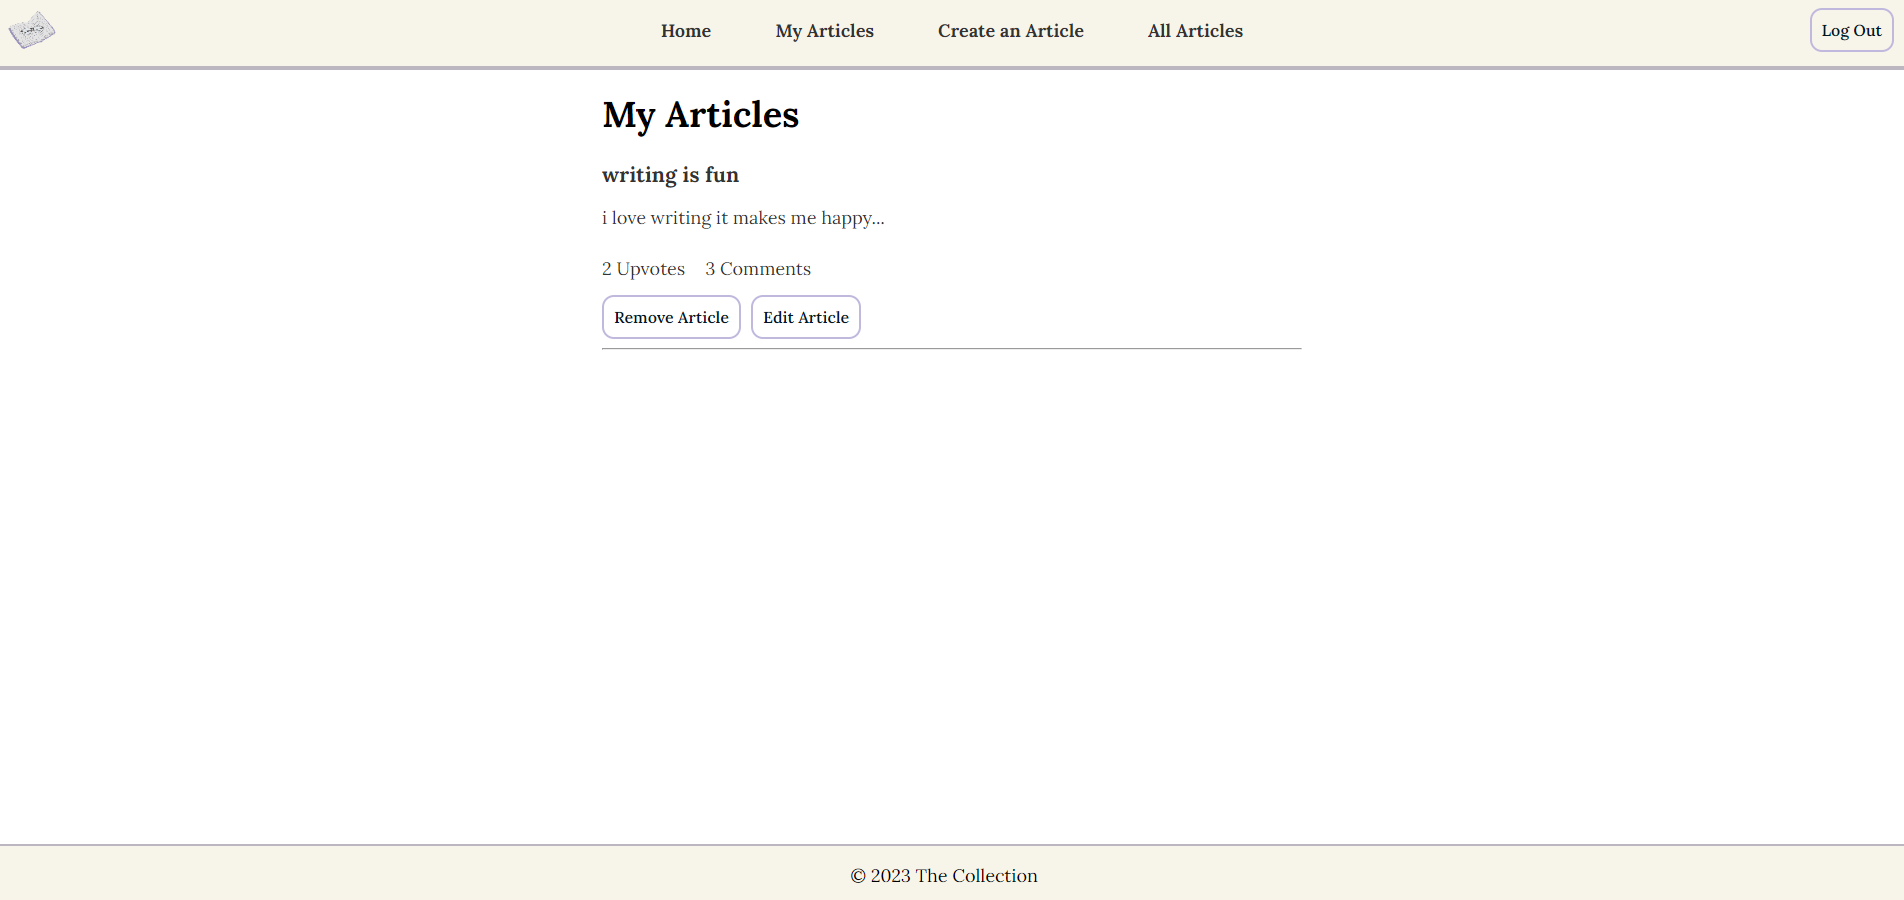 Home My Articles Create an Article All Articles Log Out
My Articles
writing is fun
i love writing it makes me happy...
2 Upvotes 3 Comments
Remove Article Edit Article
© 2023 The Collection